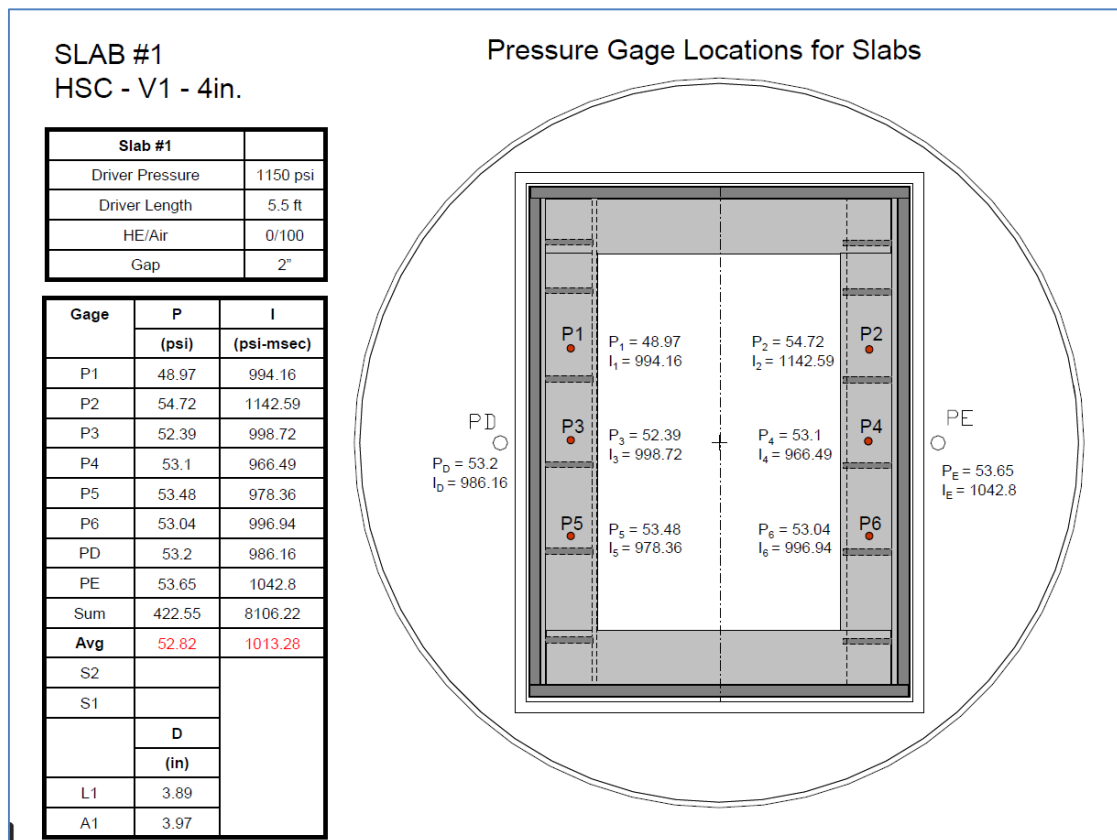 SLAB #1
HSC - V1 - 4in.
Pressure Gage Locations for Slabs
Slab #1
Driver Pressure 1150 psi
Driver Length 5.5 ft
HE/Air 0/100
Gap 2"
Gage P I
(psi) (psi-msec)
P1 48.97 994.16
P2 54.72 1142.59
P3 52.39 998.72
P4 53.1 966.49
P5 53.48 978.36
P6 53.04 996.94
PD 53.2 986.16
PE 53.65 1042.8
Sum 422.55 8106.22
Avg 52.82 1013.28
S2
S1
D
(in)
L1 3.89
A1 3.97
P1
P₁ = 48.97
I₁ = 994.16
P₂ = 54.72
I₂ = 1142.59
P2
PD
P_D = 53.2
I_D = 986.16
P3
P₃ = 52.39
I₃ = 998.72
P₄ = 53.1
I₄ = 966.49
P4
PE
P_E = 53.65
I_E = 1042.8
P5
P₅ = 53.48
I₅ = 978.36
P₆ = 53.04
I₆ = 996.94
P6